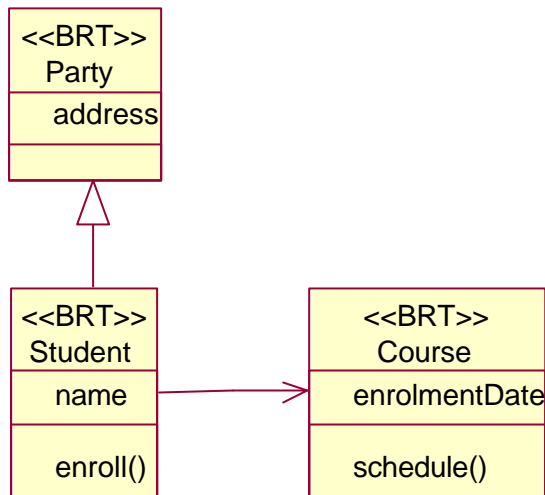 <<BRT>>
Party
address
<<BRT>>
Student
name
enroll()
<<BRT>>
Course
enrolmentDate
schedule()